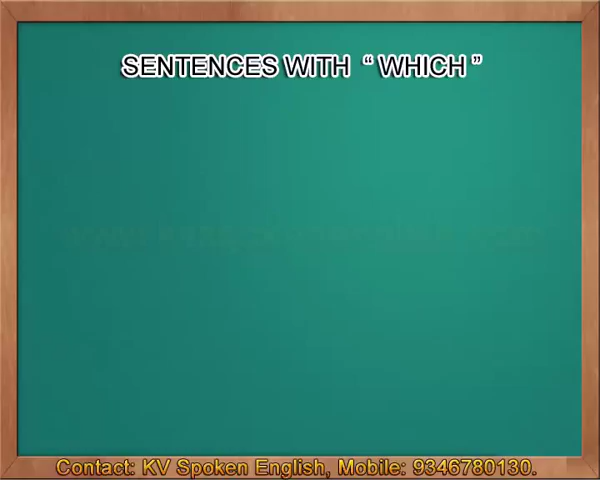 SENTENCES WITH “ WHICH ”
Contact: KV Spoken English, Mobile: 9346780130.